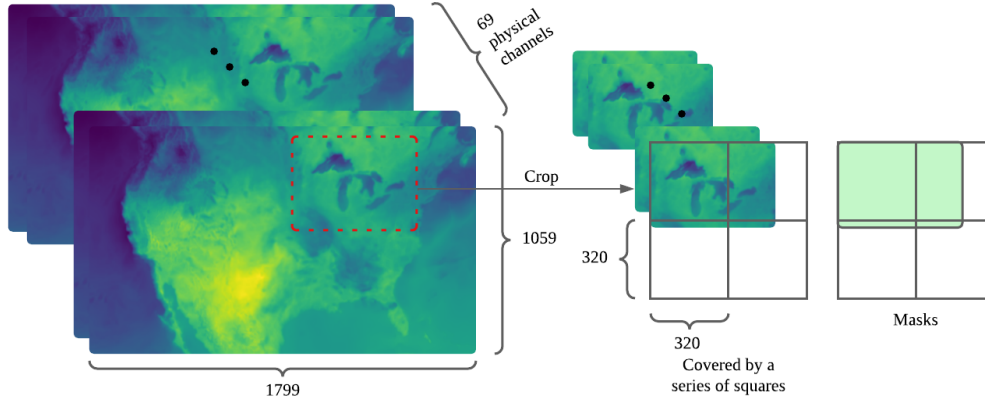 69
physical
channels
1059
1799
Crop
320
320
Covered by a
series of squares
Masks